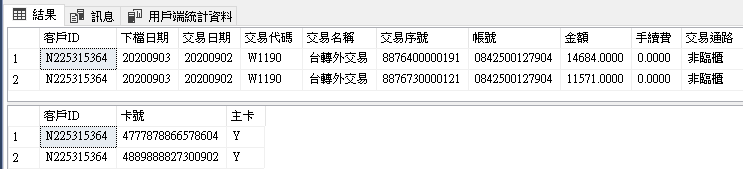 結果 訊息 用戶端統計資料
客戶ID 下檔日期 交易日期 交易代碼 交易名稱 交易序號 帳號 金額 手續費 交易通路
1 N225315364 20200903 20200902 W1190 台轉外交易 8876400000191 0842500127904 14684.0000 0.0000 非臨櫃
2 N225315364 20200903 20200902 W1190 台轉外交易 8876730000121 0842500127904 11571.0000 0.0000 非臨櫃
客戶ID 卡號 主卡
1 N225315364 4777878866578604 Y
2 N225315364 4889888827300902 Y